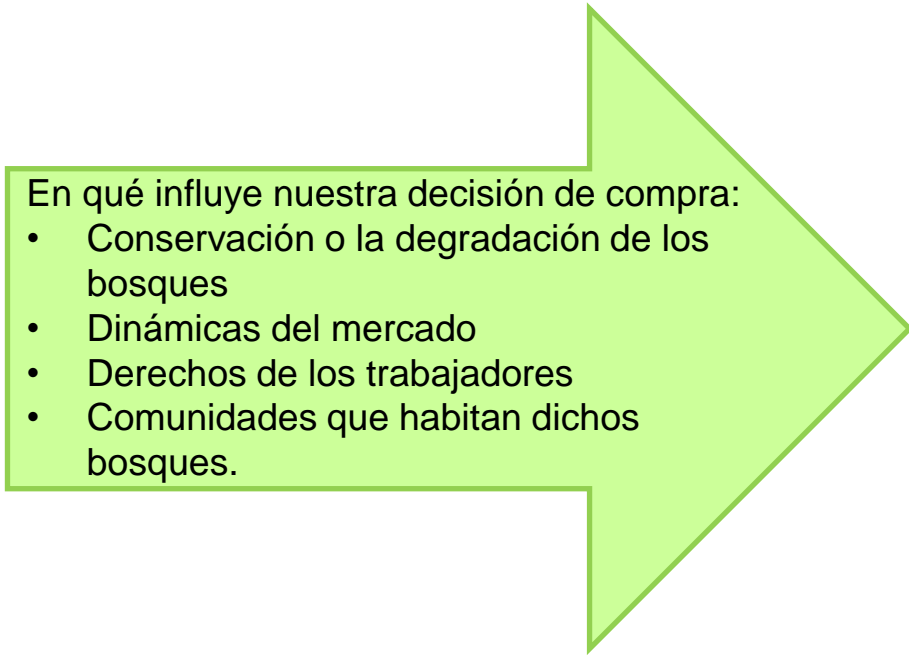 En qué influye nuestra decisión de compra:
• Conservación o la degradación de los
bosques
• Dinámicas del mercado
• Derechos de los trabajadores
• Comunidades que habitan dichos
bosques.